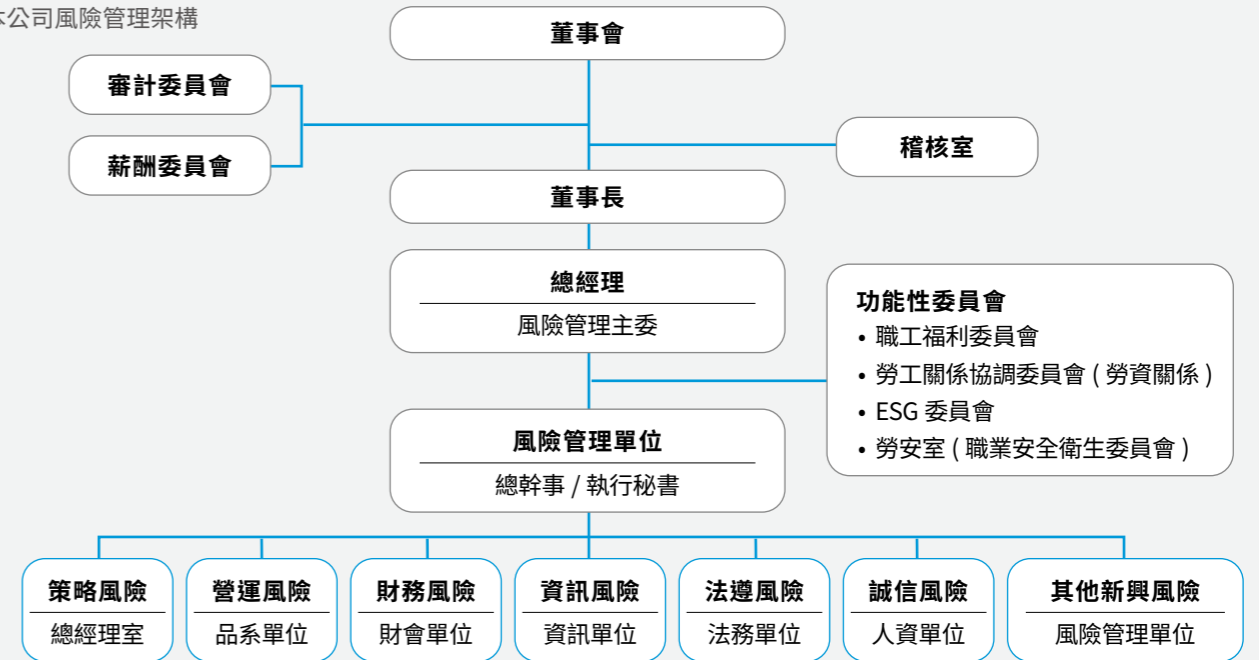 本公司風險管理架構
董事會
審計委員會
薪酬委員會
稽核室
董事長
總經理
風險管理主委
功能性委員會
• 職工福利委員會
• 勞工關係協調委員會 ( 勞資關係 )
• ESG 委員會
• 勞安室 ( 職業安全衛生委員會 )
風險管理單位
總幹事 / 執行秘書
策略風險
總經理室
營運風險
品系單位
財務風險
財會單位
資訊風險
資訊單位
法遵風險
法務單位
誠信風險
人資單位
其他新興風險
風險管理單位